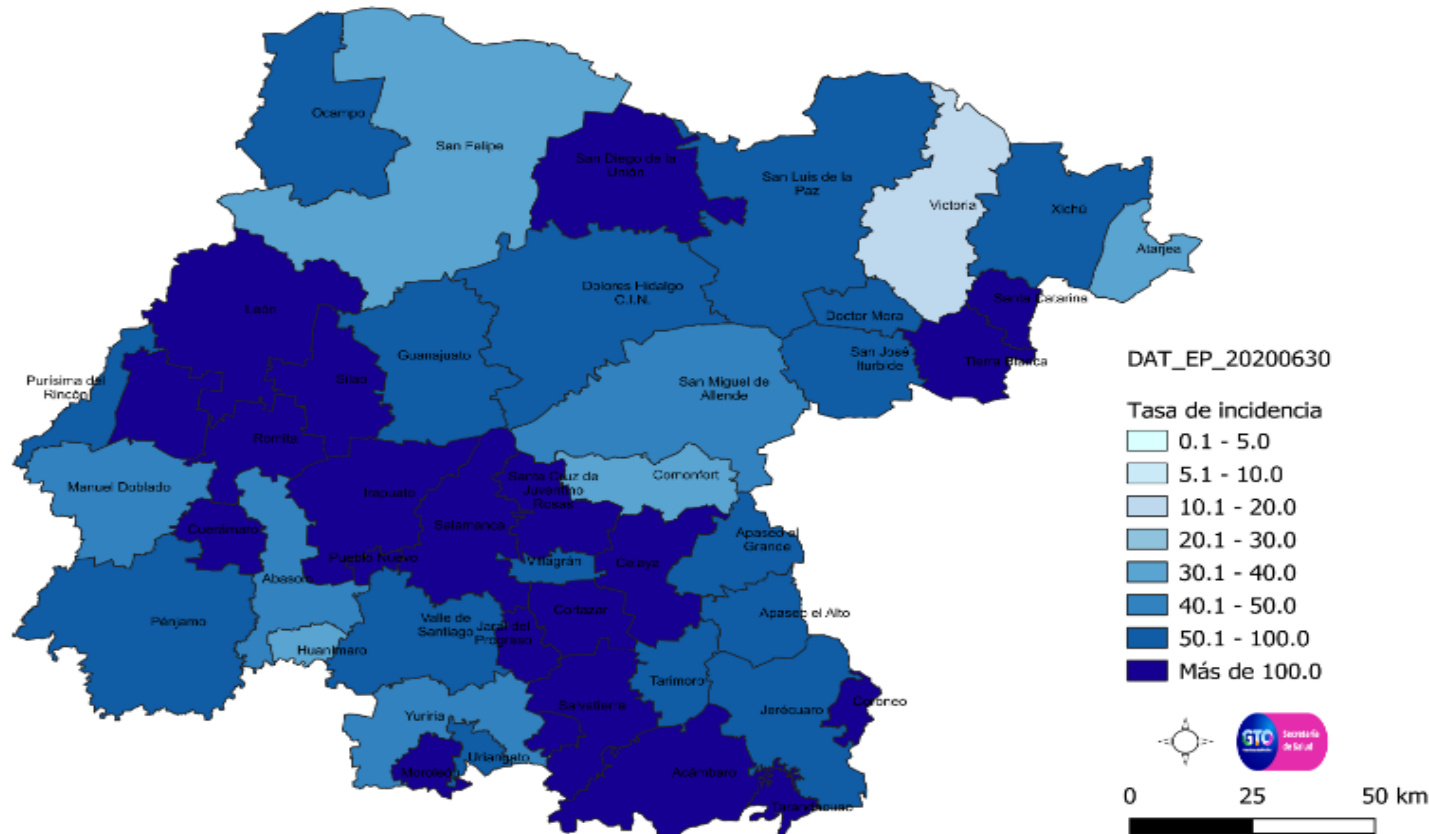 Ocampo
San Felipe
San Diego de la
Unión
San Luis de la
Paz
Victoria
Xichú
Atarjea
Santa Catarina
Dolores Hidalgo
C.I.N.
León
Doctor Mora
Guanajuato
San José
Iturbide
Tierra Blanca
Purísima del
Rincón
Silao
San Miguel de
Allende
Romita
Manuel Doblado
Santa Cruz de
Juventino
Rosas
Comonfort
Irapuato
Salamanca
Cuerámaro
Apaseo el
Grande
Pueblo Nuevo
Villagrán
Celaya
Abasolo
Pénjamo
Valle de
Santiago
Jaral del
Progreso
Cortazar
Apaseo el Alto
Huanímaro
Tarimoro
Yuriria
Salvatierra
Jerécuaro
Coroneo
Uriangato
Moroleón
Acámbaro
DAT_EP_20200630
Tasa de incidencia
0.1 - 5.0
5.1 - 10.0
10.1 - 20.0
20.1 - 30.0
30.1 - 40.0
40.1 - 50.0
50.1 - 100.0
Más de 100.0
GTO
Secretaría
de Salud
0 25 50 km